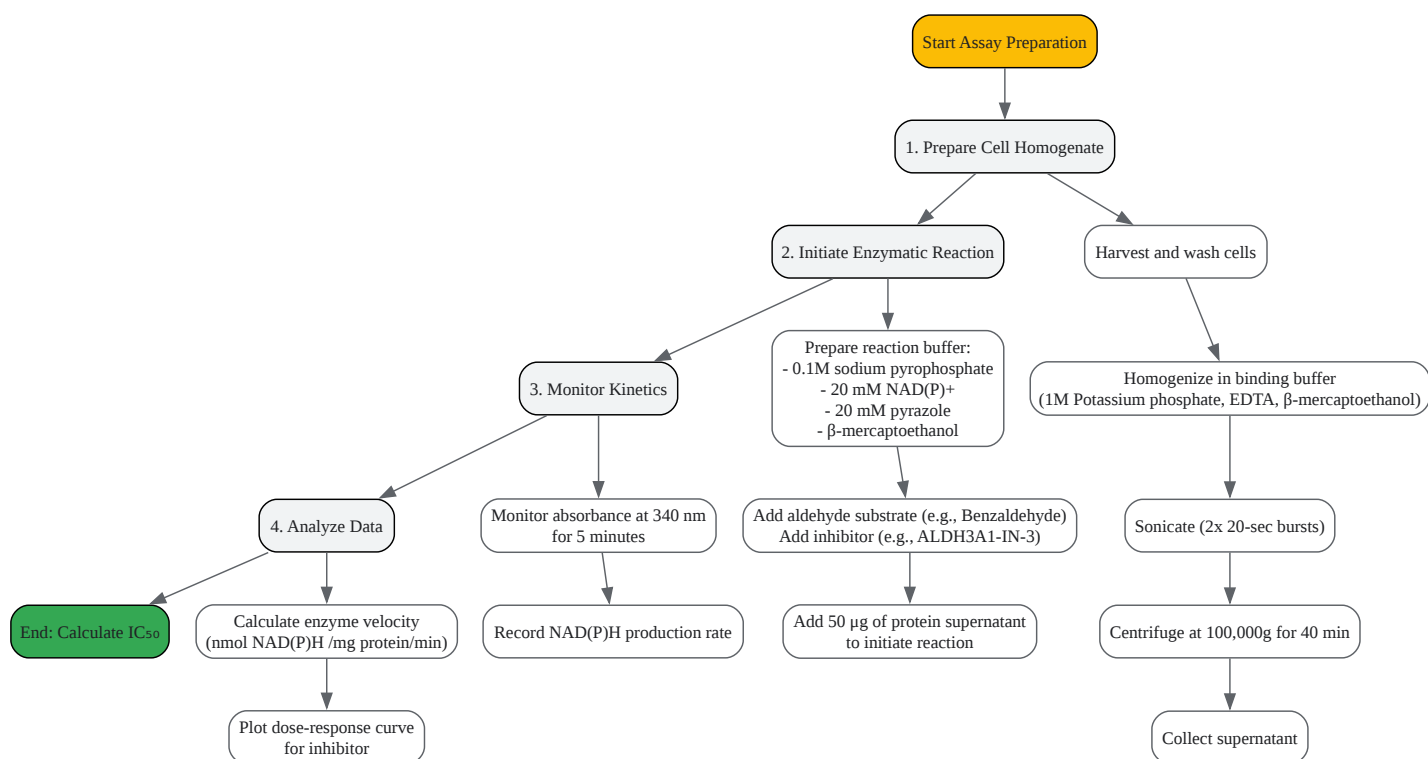 Start Assay Preparation
1. Prepare Cell Homogenate
2. Initiate Enzymatic Reaction
Harvest and wash cells
3. Monitor Kinetics
Prepare reaction buffer:
- 0.1M sodium pyrophosphate
- 20 mM NAD(P)+
- 20 mM pyrazole
- β-mercaptoethanol
Homogenize in binding buffer
(1M Potassium phosphate, EDTA, β-mercaptoethanol)
4. Analyze Data
Monitor absorbance at 340 nm
for 5 minutes
Add aldehyde substrate (e.g., Benzaldehyde)
Add inhibitor (e.g., ALDH3A1-IN-3)
Sonicate (2x 20-sec bursts)
End: Calculate IC₅₀
Calculate enzyme velocity
(nmol NAD(P)H /mg protein/min)
Record NAD(P)H production rate
Add 50 μg of protein supernatant
to initiate reaction
Centrifuge at 100,000g for 40 min
Plot dose-response curve
for inhibitor
Collect supernatant